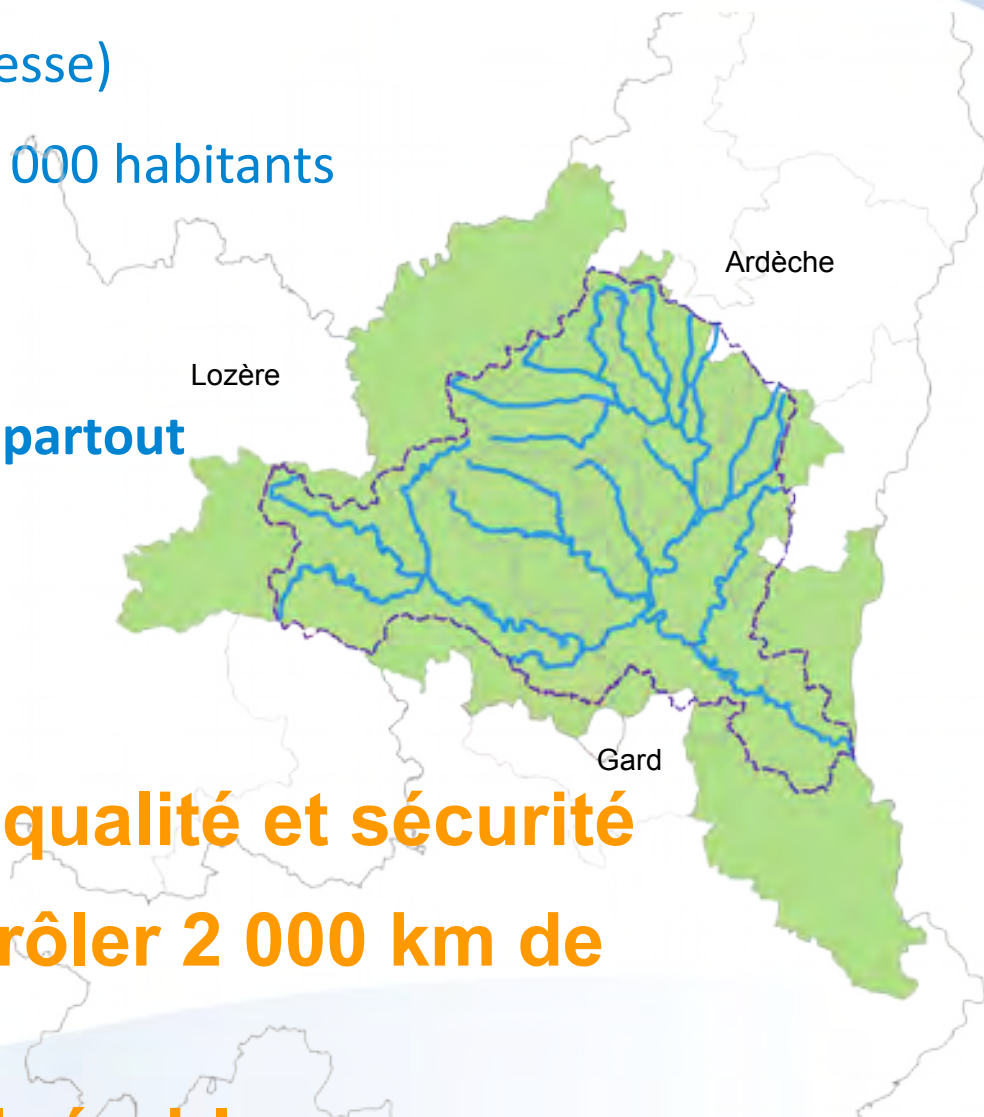 esse)
000 habitants
Ardèche
Lozère
partout
Gard
qualité et sécurité
rôler 2 000 km de